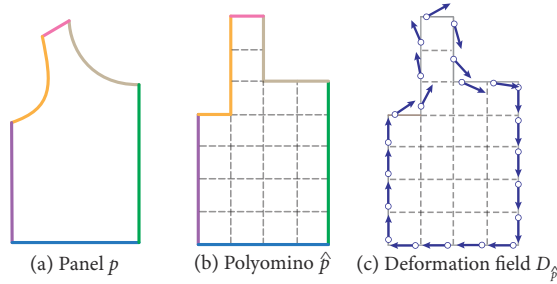 (a) Panel p
(b) Polyomino p̂
(c) Deformation field D_p̂